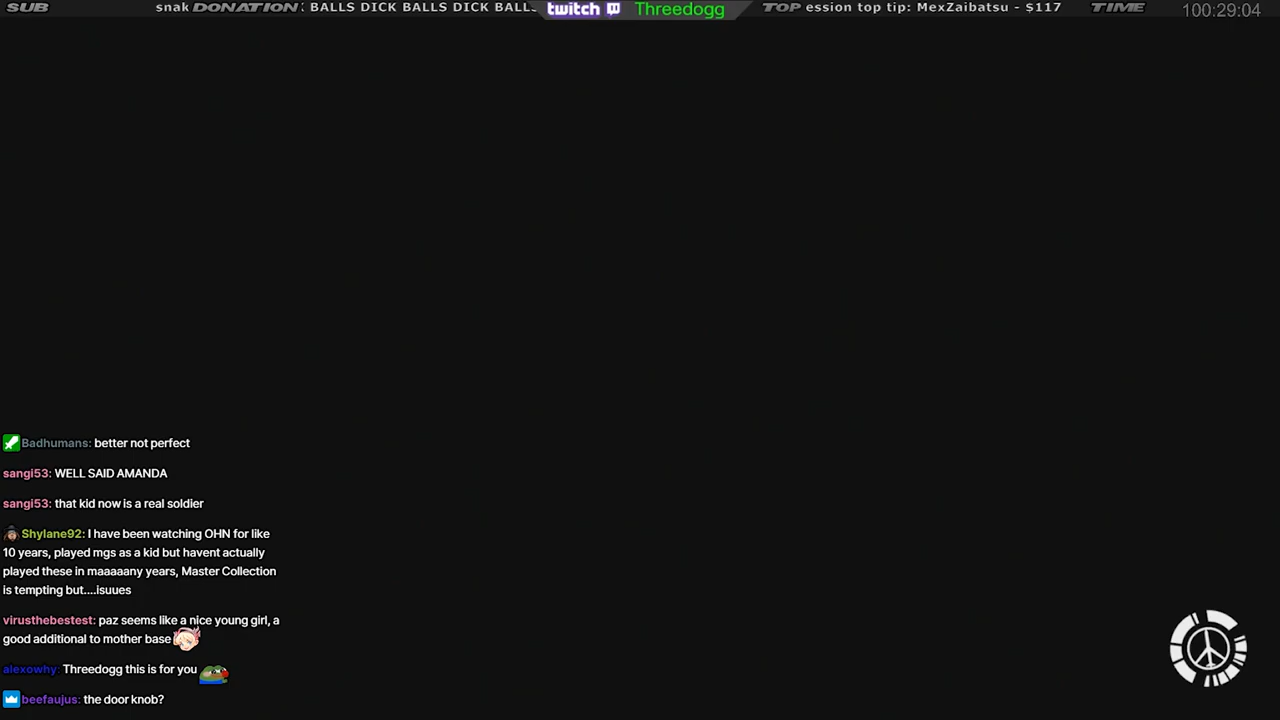 SUB snak DONATION : BALLS DICK BALLS DICK BALLS twitch Threedogg TOP ession top tip: MexZaibatsu - $117 TIME 100:29:04
Badhumans: better not perfect
sangi53: WELL SAID AMANDA
sangi53: that kid now is a real soldier
Shylane92: I have been watching OHN for like
10 years, played mgs as a kid but havent actually
played these in maaaaany years, Master Collection
is tempting but....isuues
virusthebestest: paz seems like a nice young girl, a
good additional to mother base
alexowhy: Threedogg this is for you
beefaujus: the door knob?